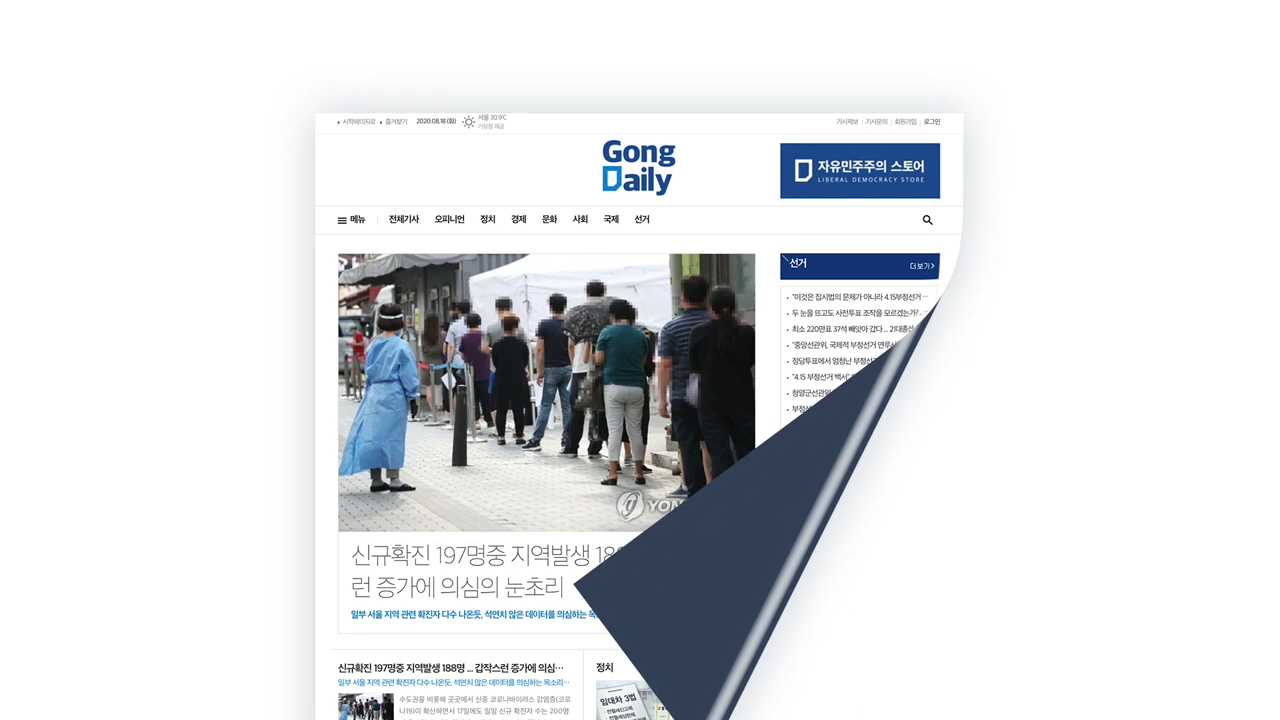 시작페이지로 즐겨찾기 2020.08.18 (화) 서울 30.9℃
기상청 제공
기사제보 기사문의 회원가입 로그인
Gong
Daily
자유민주주의 스토어
LIBERAL DEMOCRACY STORE
메뉴 전체기사 오피니언 정치 경제 문화 사회 국제 선거
선거 더보기
"이것은 집시법의 문제가 아니라 4.15부정선거 …
두 눈을 뜨고도 사전투표 조작을 모르겠는가?..
최소 220만표 37석 빼앗아 갔다 ... 21대총선
"중앙선관위, 국제적 부정선거 연루
정당투표에서 엄청난 부정선
"4.15 부정선거 백서"
청양군선관위
부정선
신규확진 197명중 지역발생 18
런 증가에 의심의 눈초리
일부 서울 지역 관련 확진자 다수 나온듯, 석연치 않은 데이터를 의심하는
신규확진 197명중 지역발생 188명 ... 갑작스런 증가에 의심…
일부 서울 지역 관련 확진자 다수 나온듯, 석연치 않은 데이터를 의심하는 목소리…
수도권을 비롯해 곳곳에서 신종 코로나바이러스 감염증(코로
나19)이 확산하면서 17일에도 일일 신규 확진자 수는 200명
정치
임대차 3법
전월세신고제
전월세상한제